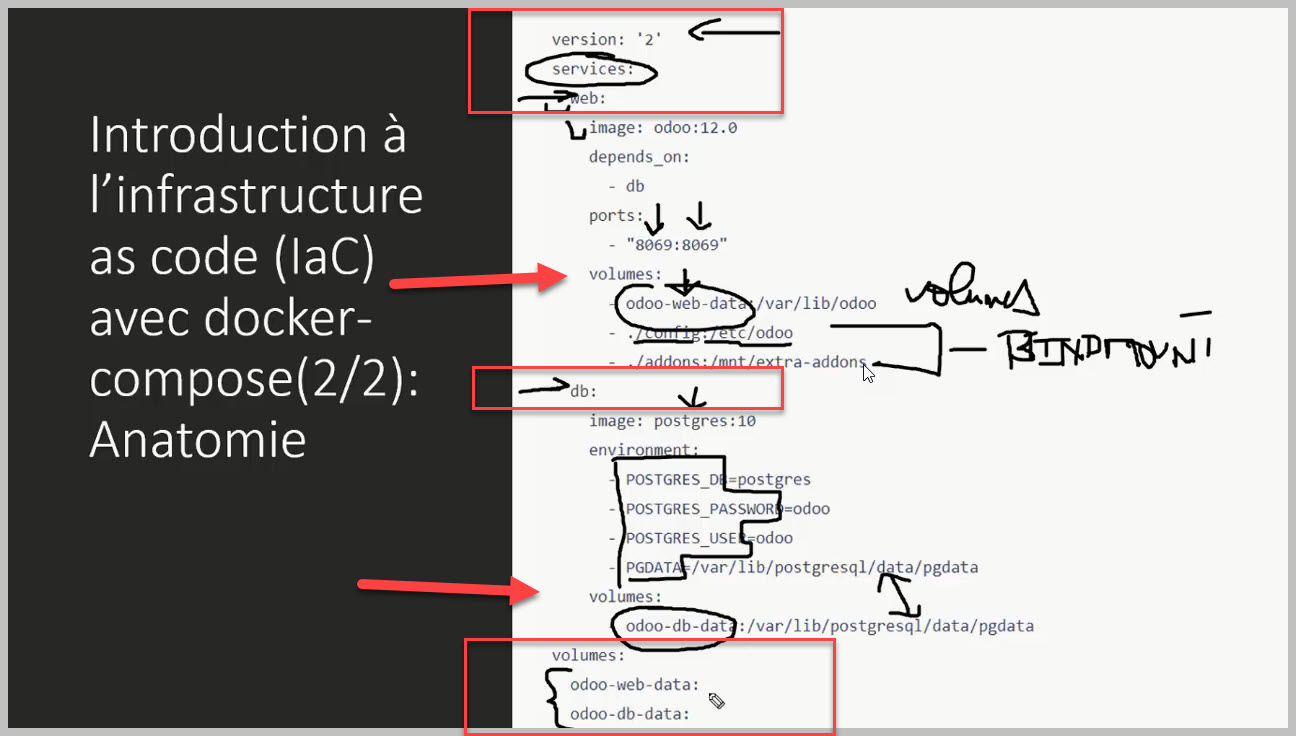 Introduction à
l’infrastructure
as code (IaC)
avec docker-
compose(2/2):
Anatomie
version: '2'
services:
web:
image: odoo:12.0
depends_on:
- db
ports:
- "8069:8069"
volumes:
- odoo-web-data:/var/lib/odoo
- ./config:/etc/odoo
- ./addons:/mnt/extra-addons
volumes
BINDMOUNT
db:
image: postgres:10
environment:
- POSTGRES_DB=postgres
- POSTGRES_PASSWORD=odoo
- POSTGRES_USER=odoo
- PGDATA=/var/lib/postgresql/data/pgdata
volumes:
- odoo-db-data:/var/lib/postgresql/data/pgdata
volumes:
odoo-web-data:
odoo-db-data: